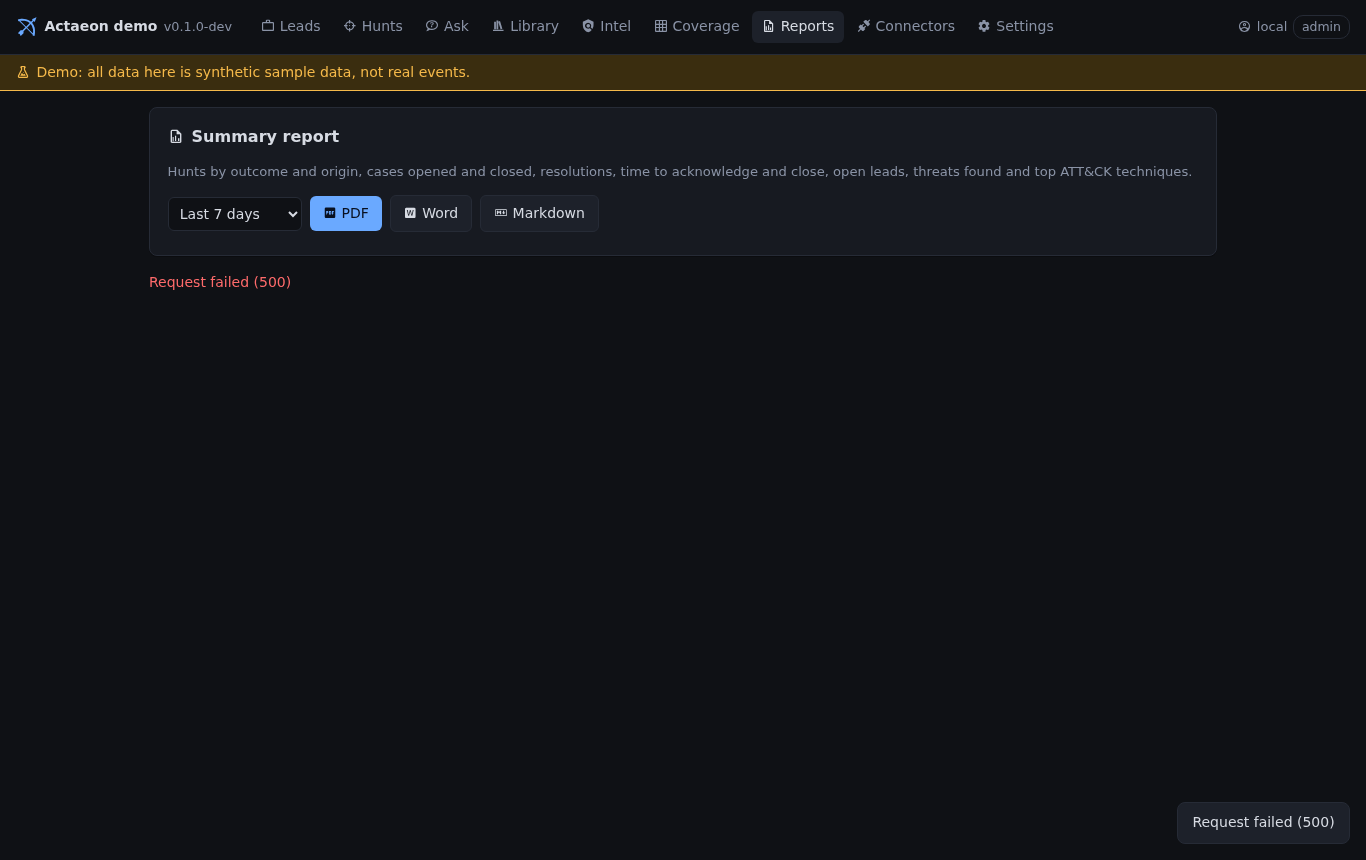 Actaeon demo v0.1.0-dev Leads Hunts Ask Library Intel Coverage Reports Connectors Settings local admin
Demo: all data here is synthetic sample data, not real events.
Summary report
Hunts by outcome and origin, cases opened and closed, resolutions, time to acknowledge and close, open leads, threats found and top ATT&CK techniques.
Last 7 days PDF Word Markdown
Request failed (500)
Request failed (500)